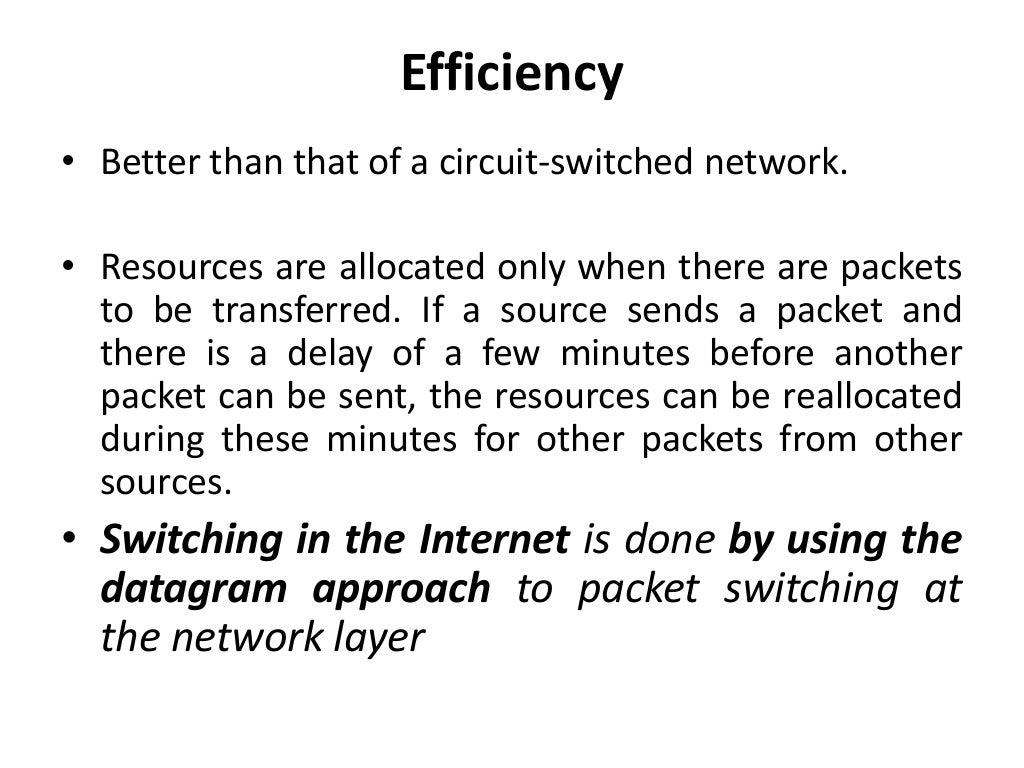 Efficiency
• Better than that of a circuit-switched network.
• Resources are allocated only when there are packets
to be transferred. If a source sends a packet and
there is a delay of a few minutes before another
packet can be sent, the resources can be reallocated
during these minutes for other packets from other
sources.
• Switching in the Internet is done by using the
datagram approach to packet switching at
the network layer